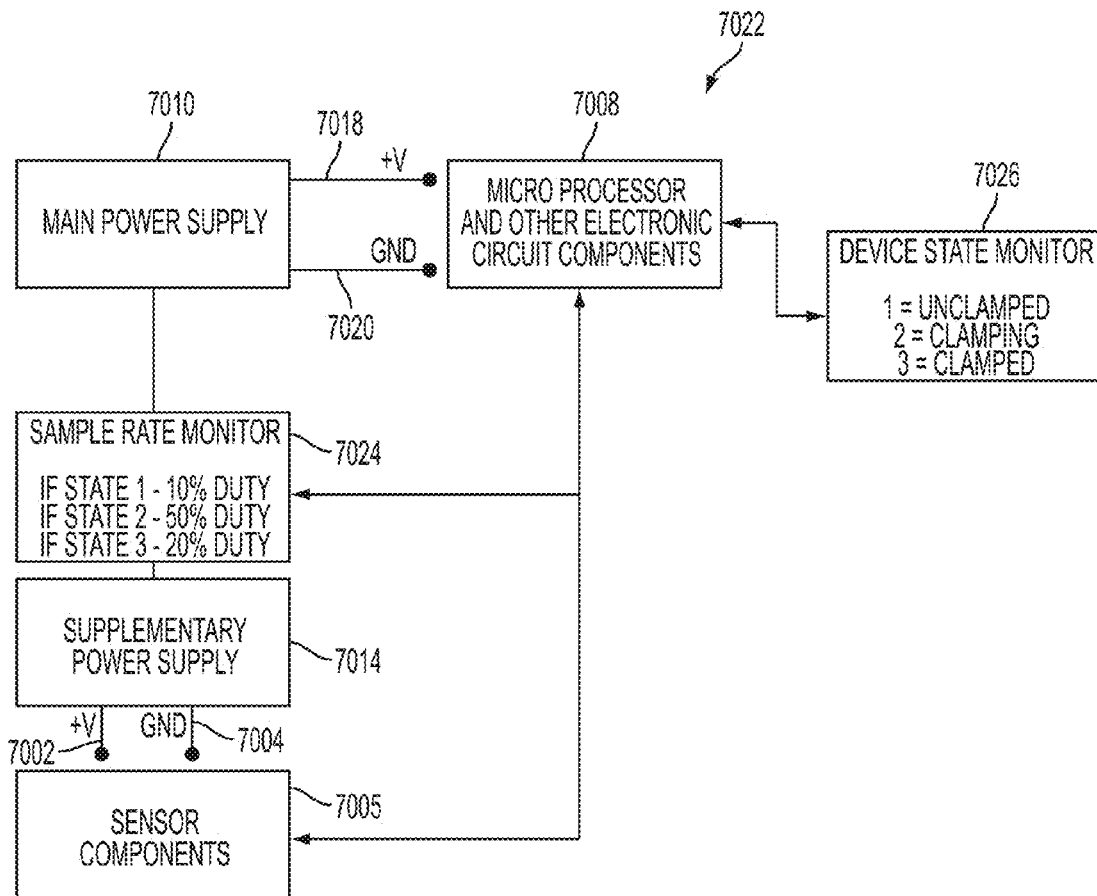 7022
7010
7018
+V
7008
MAIN POWER SUPPLY
MICRO PROCESSOR
AND OTHER ELECTRONIC
CIRCUIT COMPONENTS
GND
7020
7026
DEVICE STATE MONITOR
1 = UNCLAMPED
2 = CLAMPING
3 = CLAMPED
SAMPLE RATE MONITOR
7024
IF STATE 1 - 10% DUTY
IF STATE 2 - 50% DUTY
IF STATE 3 - 20% DUTY
SUPPLEMENTARY
POWER SUPPLY
7014
+V
GND
7002
7004
7005
SENSOR
COMPONENTS